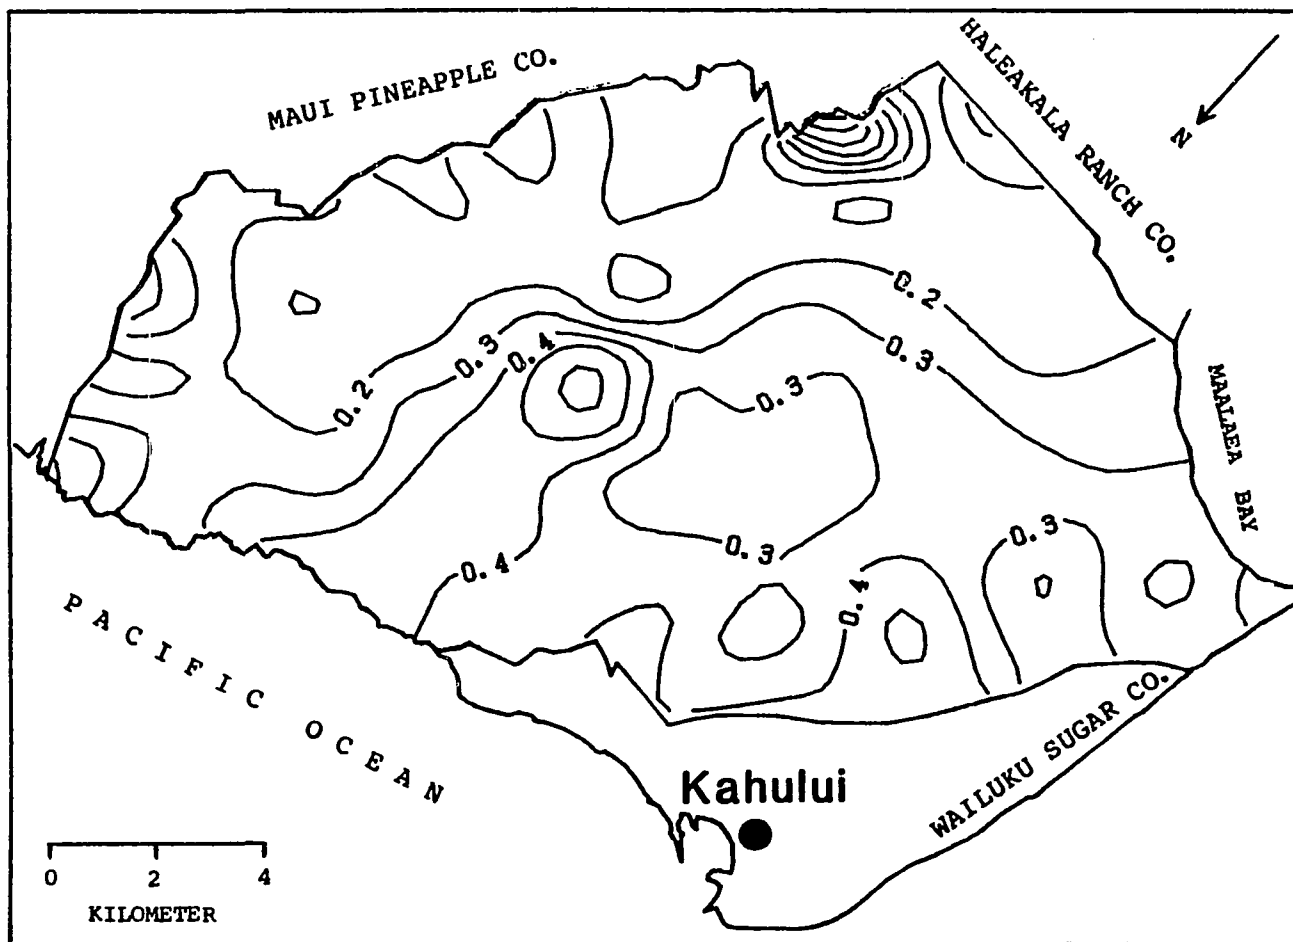 MAUI PINEAPPLE CO.
HALEAKALA RANCH CO.
N
0.2
0.3
0.4
0.2
0.3
0.3
MAALAEA BAY
0.3
0.4
0.3
0.4
PACIFIC OCEAN
WAILUKU SUGAR CO.
Kahului
0 2 4
KILOMETER